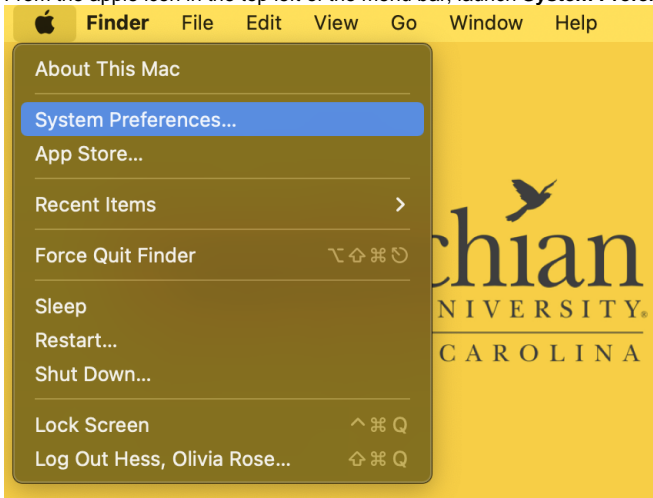 Finder File Edit View Go Window Help
About This Mac
System Preferences...
App Store...
Recent Items >
Force Quit Finder ⌥⇧⌘⎋
Sleep
Restart...
Shut Down...
Lock Screen ^⌘Q
Log Out Hess, Olivia Rose... ⇧⌘Q
chian
NIVERSITY®
CAROLINA